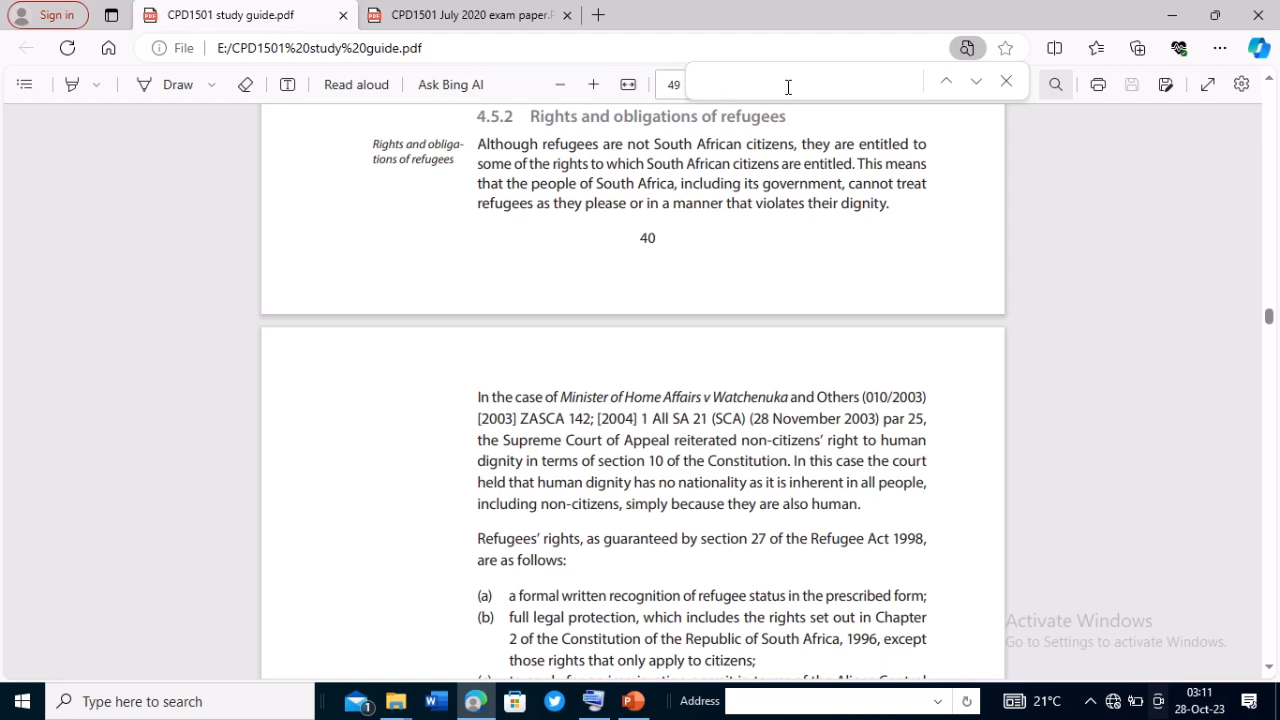 Sign in
CPD1501 study guide.pdf
CPD1501 July 2020 exam paper.P
File
E:/CPD1501%20study%20guide.pdf
Draw
Read aloud
Ask Bing AI
49
4.5.2 Rights and obligations of refugees
Rights and obliga-
tions of refugees
Although refugees are not South African citizens, they are entitled to
some of the rights to which South African citizens are entitled. This means
that the people of South Africa, including its government, cannot treat
refugees as they please or in a manner that violates their dignity.
40
In the case of Minister of Home Affairs v Watchenuka and Others (010/2003)
[2003] ZASCA 142; [2004] 1 All SA 21 (SCA) (28 November 2003) par 25,
the Supreme Court of Appeal reiterated non-citizens' right to human
dignity in terms of section 10 of the Constitution. In this case the court
held that human dignity has no nationality as it is inherent in all people,
including non-citizens, simply because they are also human.
Refugees' rights, as guaranteed by section 27 of the Refugee Act 1998,
are as follows:
(a) a formal written recognition of refugee status in the prescribed form;
(b) full legal protection, which includes the rights set out in Chapter
2 of the Constitution of the Republic of South Africa, 1996, except
those rights that only apply to citizens;
Activate Windows
Go to Settings to activate Windows.
Type here to search
1
Address
21°C
03:11
28-Oct-23